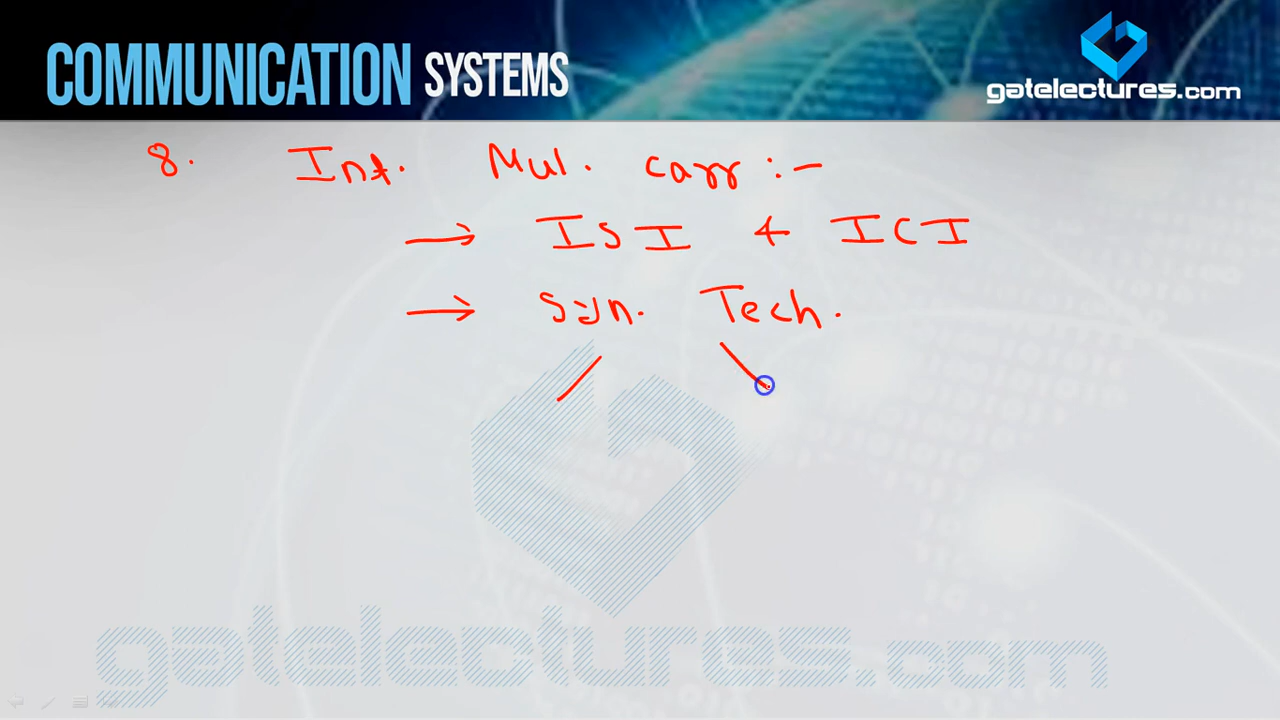 COMMUNICATION SYSTEMS
gatelectures.com
8. Int. Mul. carr :-
→ ISI & ICI
→ Syn. Tech.
gatelectures.com